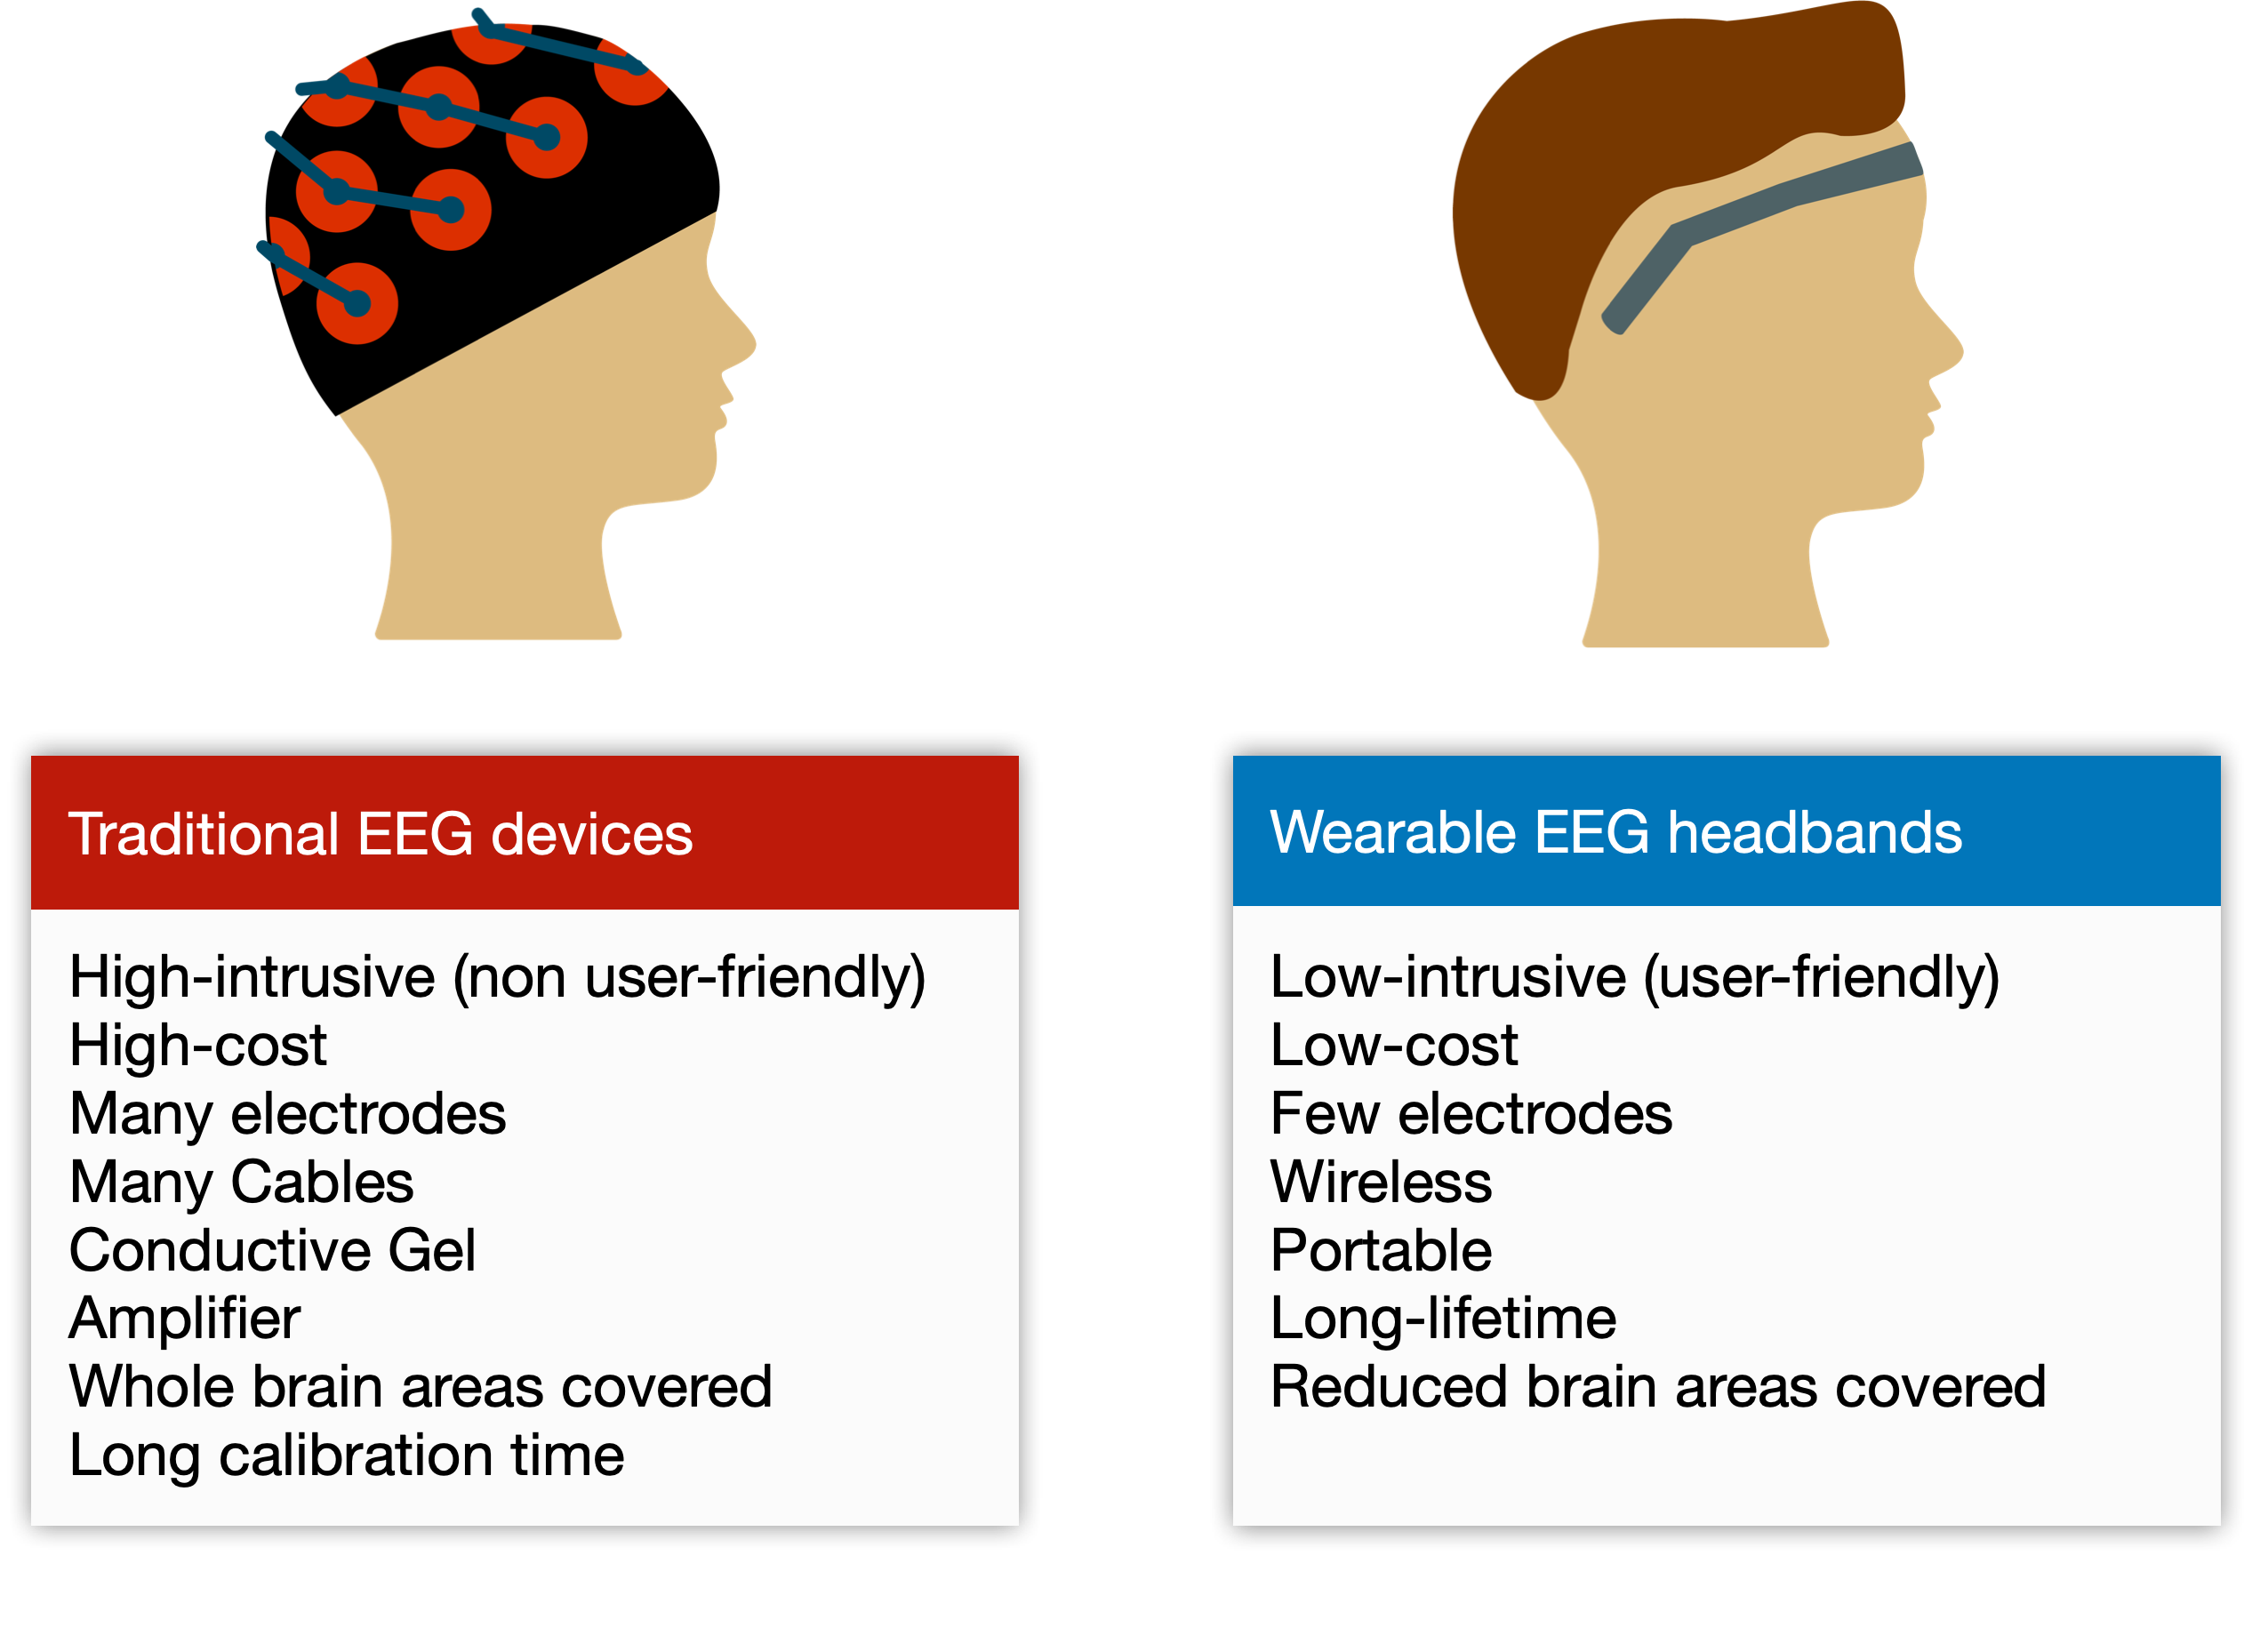 Traditional EEG devices
High-intrusive (non user-friendly)
High-cost
Many electrodes
Many Cables
Conductive Gel
Amplifier
Whole brain areas covered
Long calibration time
Wearable EEG headbands
Low-intrusive (user-friendly)
Low-cost
Few electrodes
Wireless
Portable
Long-lifetime
Reduced brain areas covered